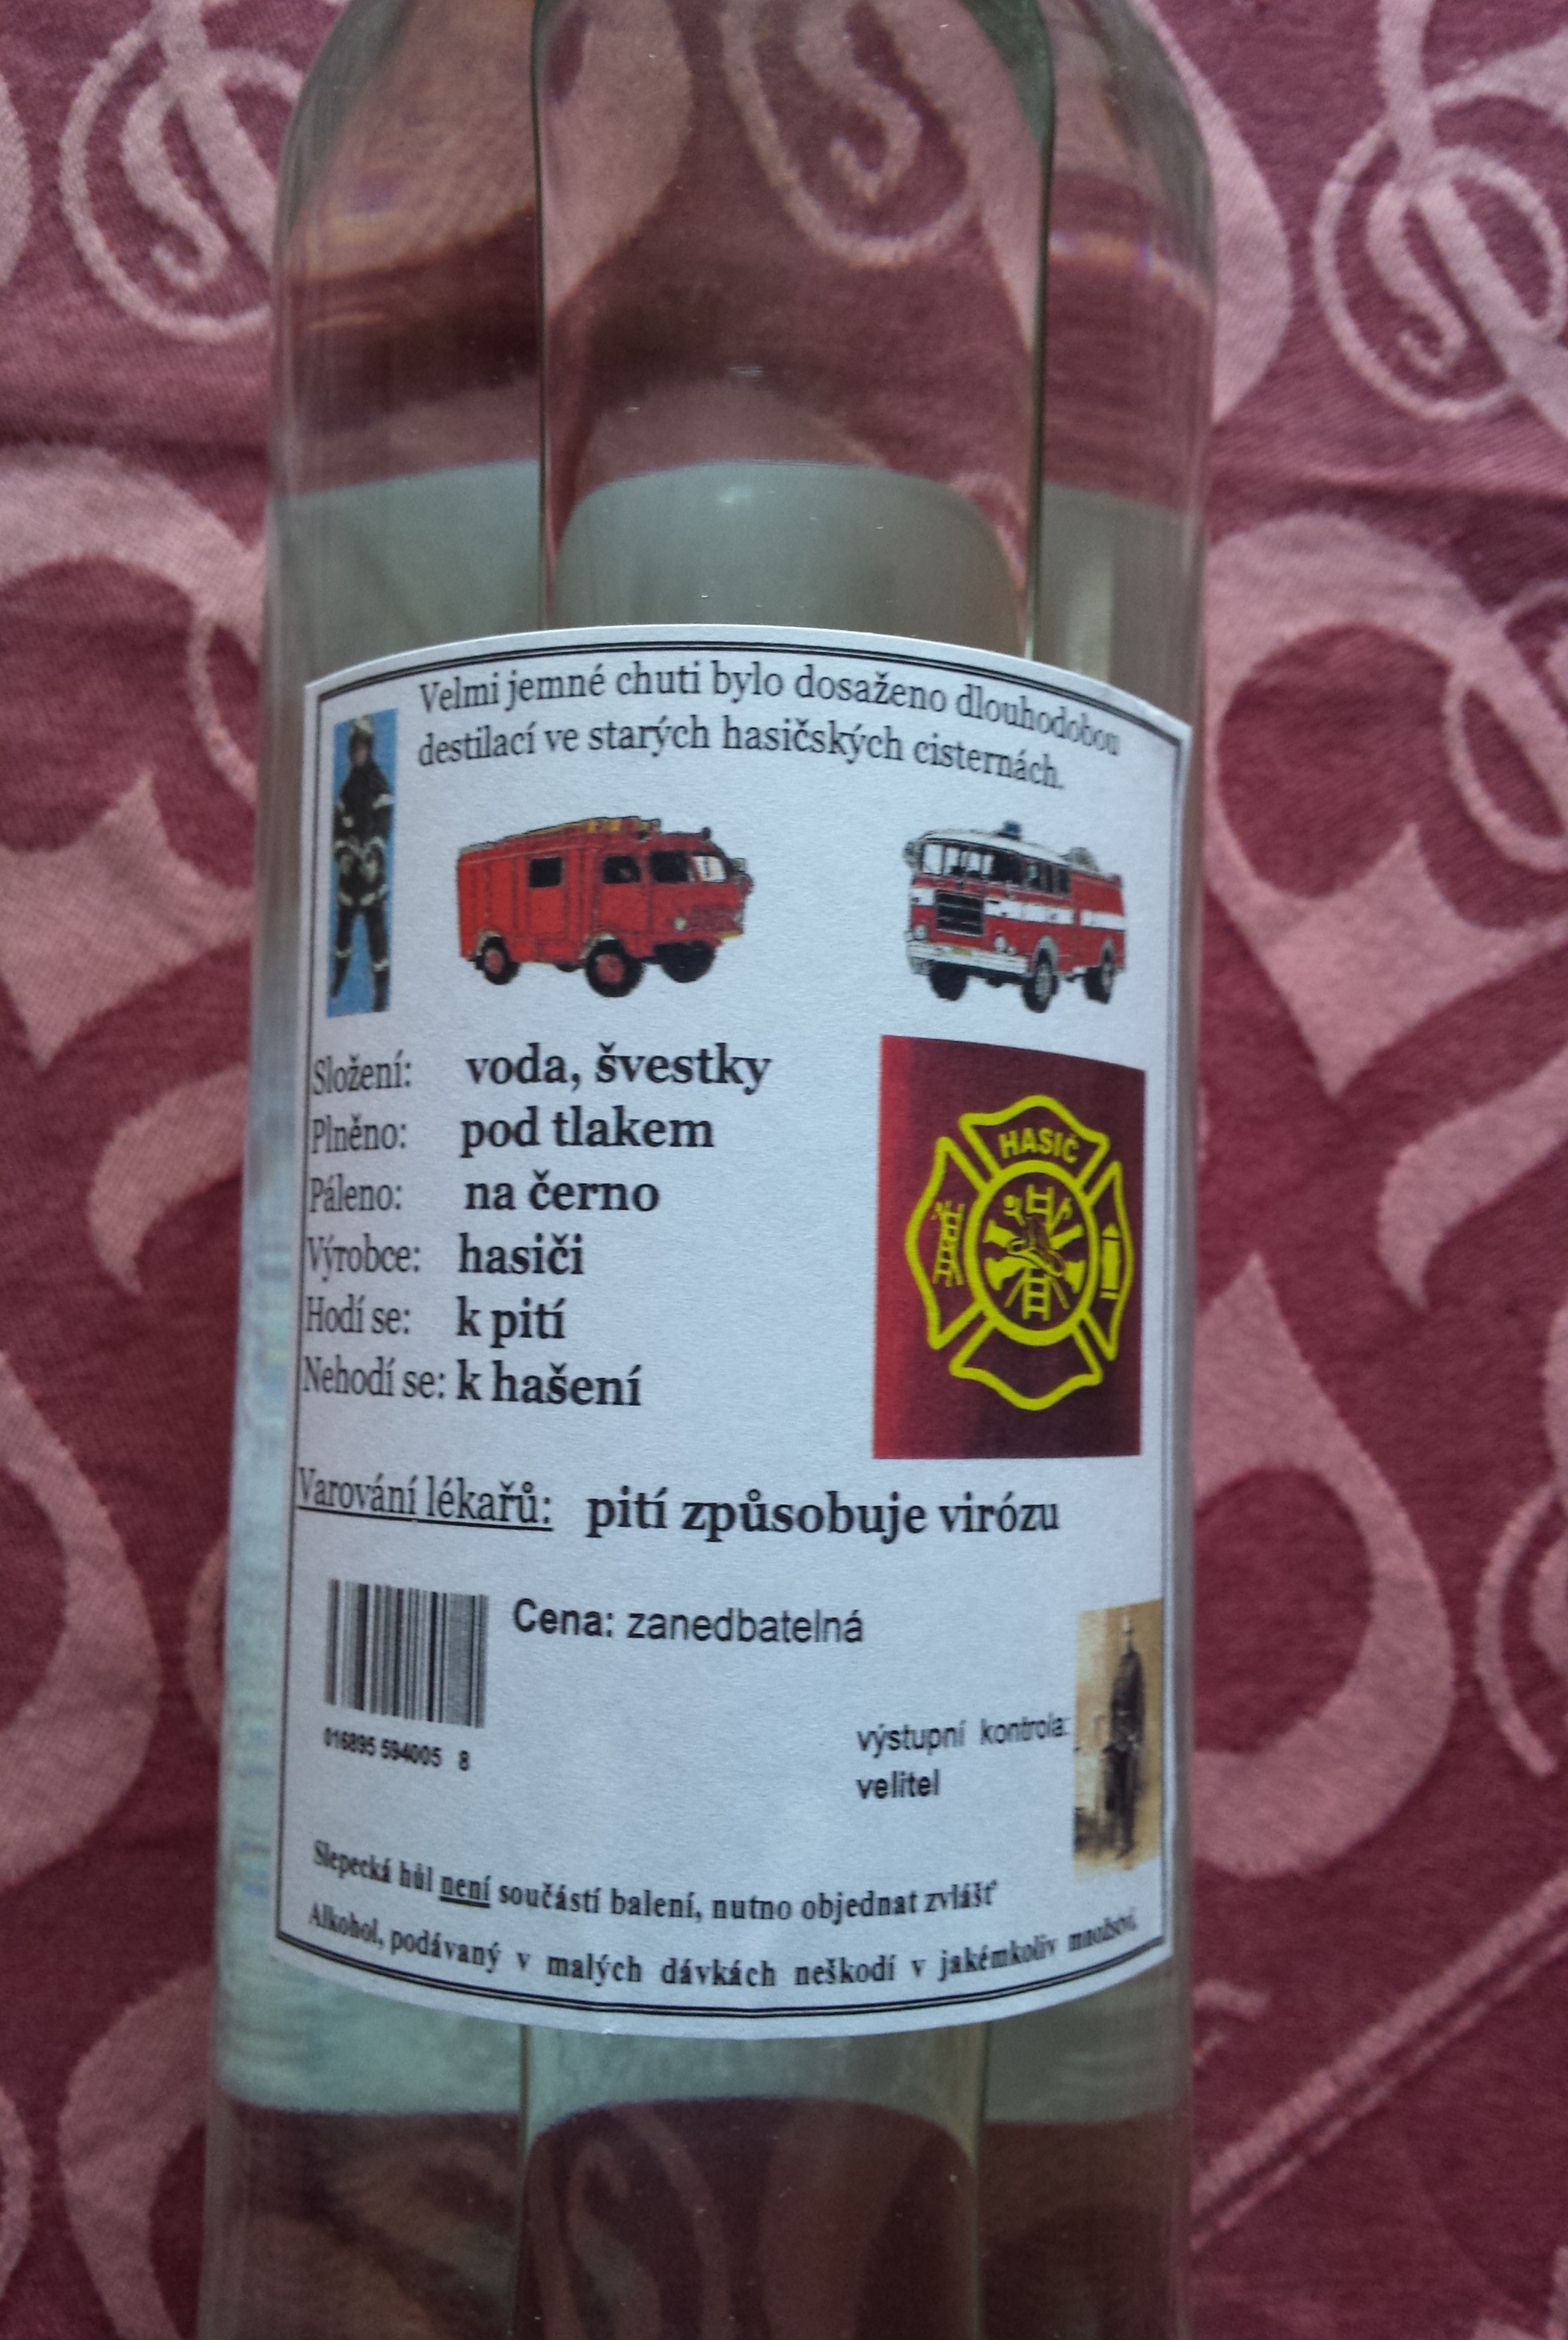 Velmi jemné chuti bylo dosaženo dlouhodobou
destilací ve starých hasičských cisternách.
Složení: voda, švestky
Plněno: pod tlakem
Páleno: na černo
Výrobce: hasiči
Hodí se: k pití
Nehodí se: k hašení
HASIČ
Varování lékařů: pití způsobuje virózu
Cena: zanedbatelná
016895 594005 8
výstupní kontrola:
velitel
Slepecká hůl není součástí balení, nutno objednat zvlášť
Alkohol, podávaný v malých dávkách neškodí v jakémkoliv množství.